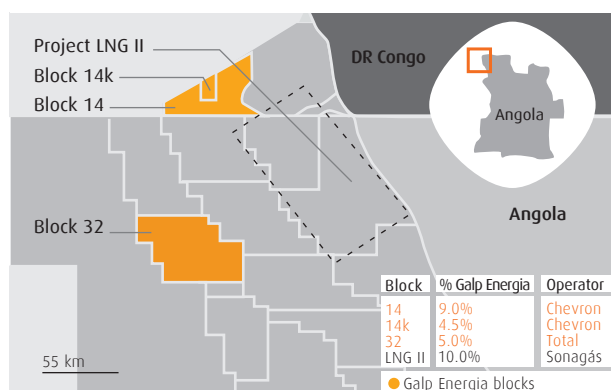 Project LNG II
Block 14k
Block 14
DR Congo
Angola
Block 32
Angola
Block % Galp Energia Operator
14 9.0% Chevron
14k 4.5% Chevron
32 5.0% Total
LNG II 10.0% Sonagás
55 km
Galp Energia blocks